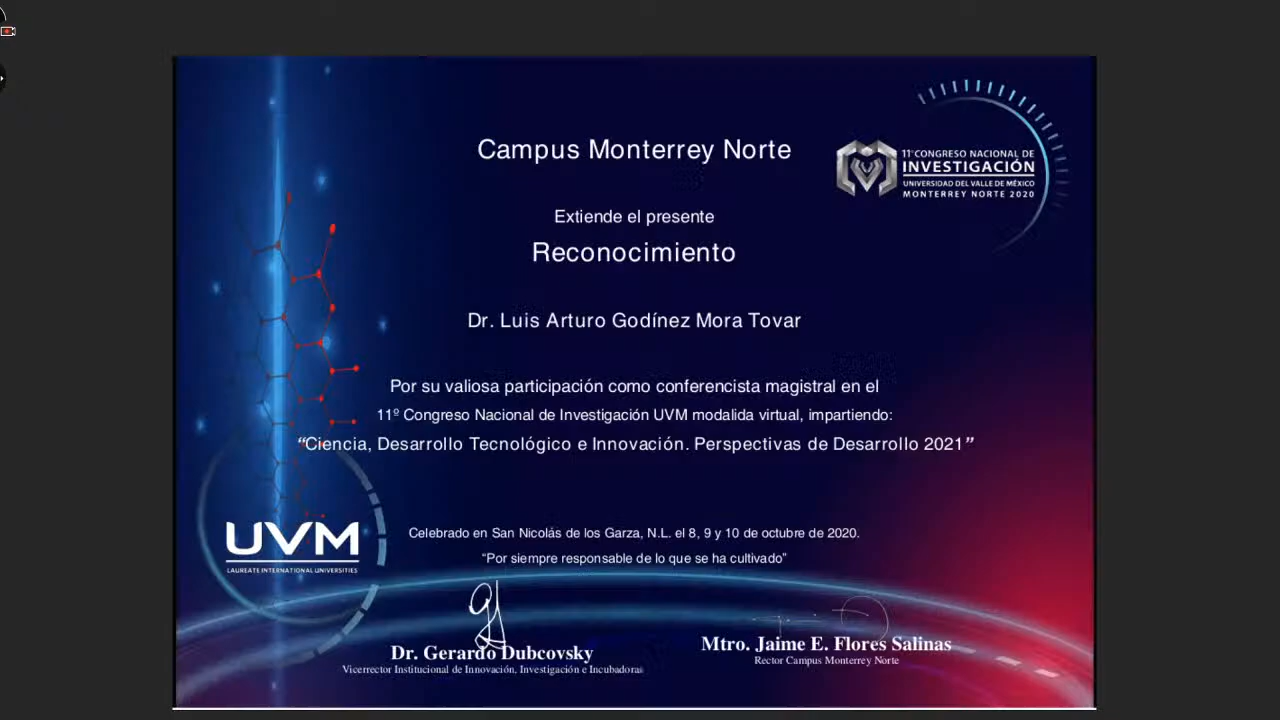 Campus Monterrey Norte
11° CONGRESO NACIONAL DE
INVESTIGACIÓN
UNIVERSIDAD DEL VALLE DE MÉXICO
MONTERREY NORTE 2020
Extiende el presente
Reconocimiento
Dr. Luis Arturo Godínez Mora Tovar
Por su valiosa participación como conferencista magistral en el
11º Congreso Nacional de Investigación UVM modalida virtual, impartiendo:
“Ciencia, Desarrollo Tecnológico e Innovación. Perspectivas de Desarrollo 2021”
UVM
LAUREATE INTERNATIONAL UNIVERSITIES
Celebrado en San Nicolás de los Garza, N.L. el 8, 9 y 10 de octubre de 2020.
“Por siempre responsable de lo que se ha cultivado”
Dr. Gerardo Dubcovsky
Vicerrector Institucional de Innovación, Investigación e Incubadoras
Mtro. Jaime E. Flores Salinas
Rector Campus Monterrey Norte